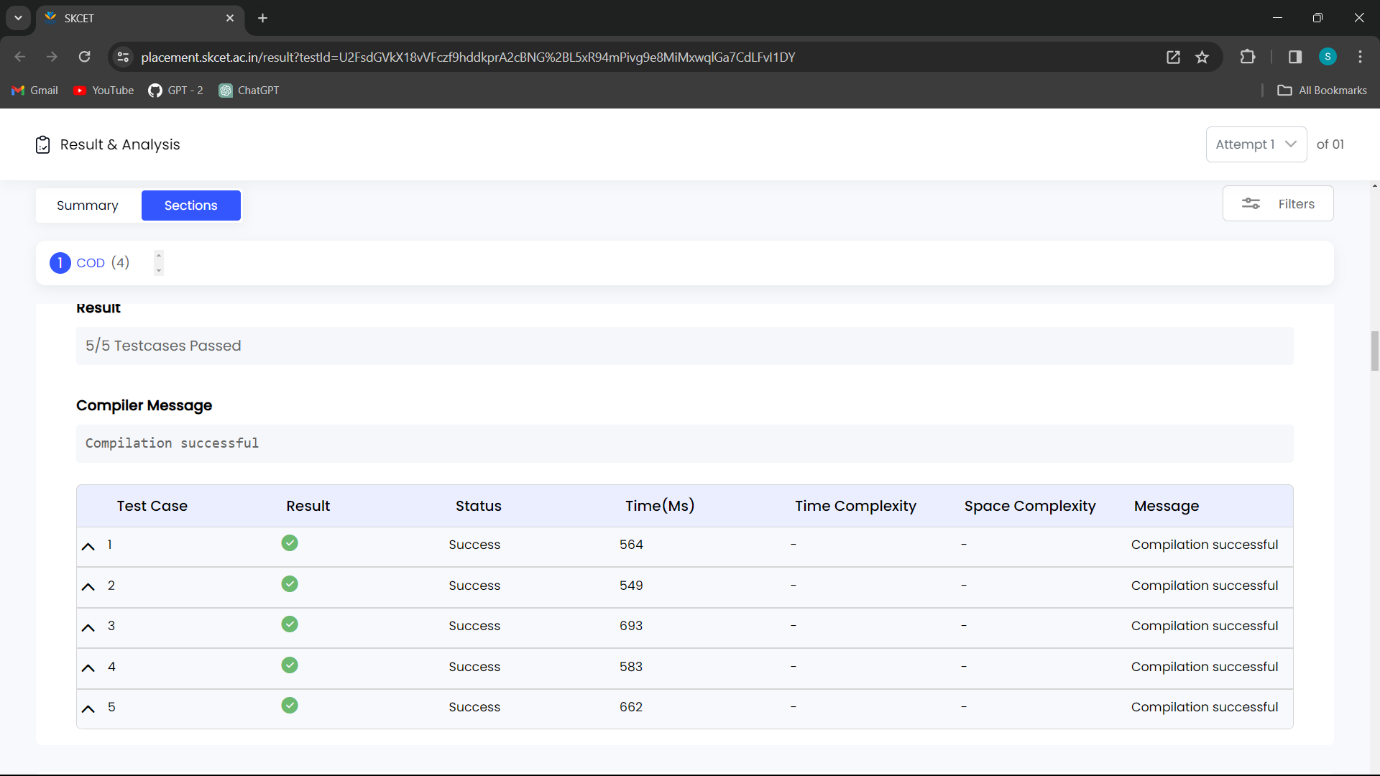 SKCET
placement.skcet.ac.in/result?testId=U2FsdGVkX18vVFczf9hddkprA2cBNG%2BL5xR94mPivg9e8MiMxwqlGa7CdLFvI1DY
S
Gmail YouTube GPT - 2 ChatGPT All Bookmarks
Result & Analysis Attempt 1 of 01
Summary Sections Filters
1 COD (4)
Result
5/5 Testcases Passed
Compiler Message
Compilation successful
Test Case Result Status Time(Ms) Time Complexity Space Complexity Message
1 Success 564 - - Compilation successful
2 Success 549 - - Compilation successful
3 Success 693 - - Compilation successful
4 Success 583 - - Compilation successful
5 Success 662 - - Compilation successful